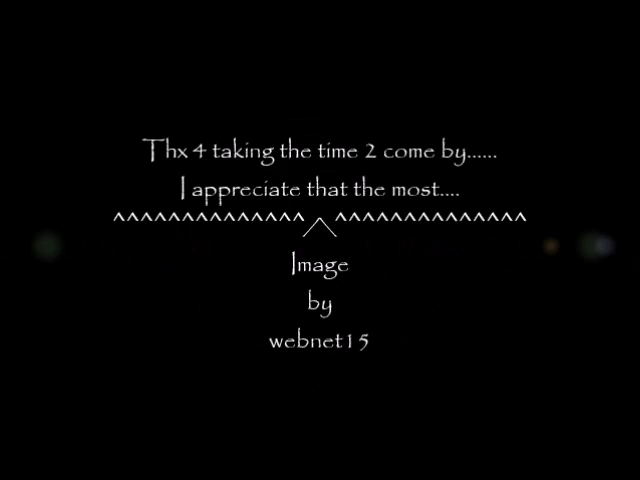 Thx 4 taking the time 2 come by......
I appreciate that the most....
^^^^^^^^^^^^^^ ^ ^^^^^^^^^^^^^^
Image
by
webnet15